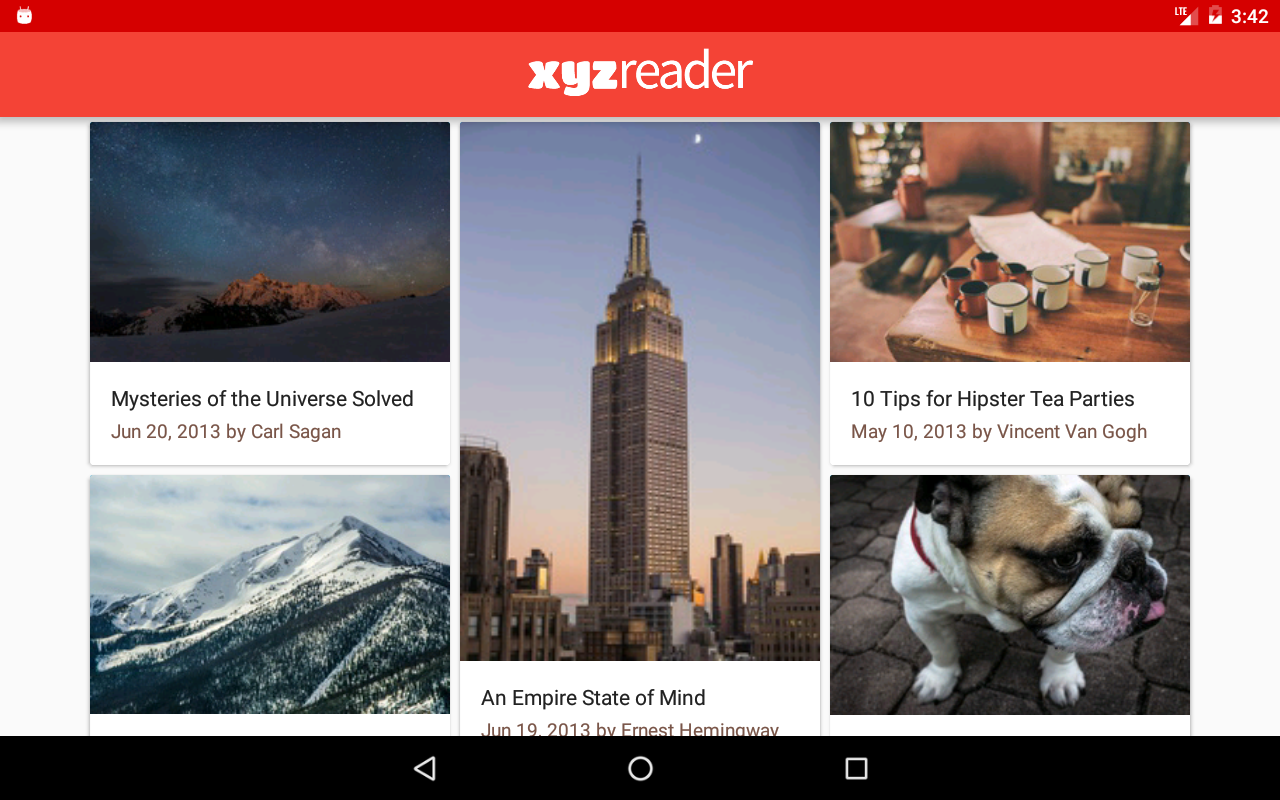 LTE 3:42
xyzreader
Mysteries of the Universe Solved
Jun 20, 2013 by Carl Sagan
An Empire State of Mind
Jun 19, 2013 by Ernest Hemingway
10 Tips for Hipster Tea Parties
May 10, 2013 by Vincent Van Gogh